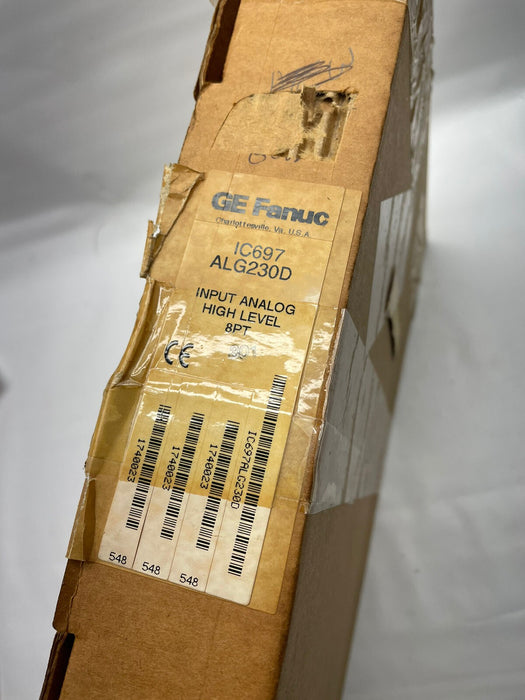 GE Fanuc
Charlottesville, Va. U.S.A.
IC697
ALG230D
INPUT ANALOG
HIGH LEVEL
8PT
CE
1740023
1740023
1740023
IC697ALG230D
548
548
548